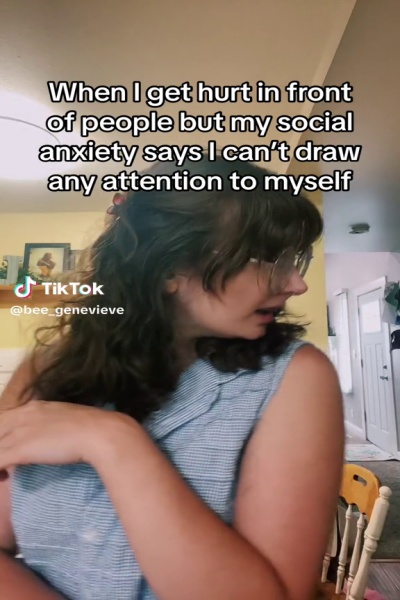 When I get hurt in front
of people but my social
anxiety says I can't draw
any attention to myself
TikTok
@bee_genevieve